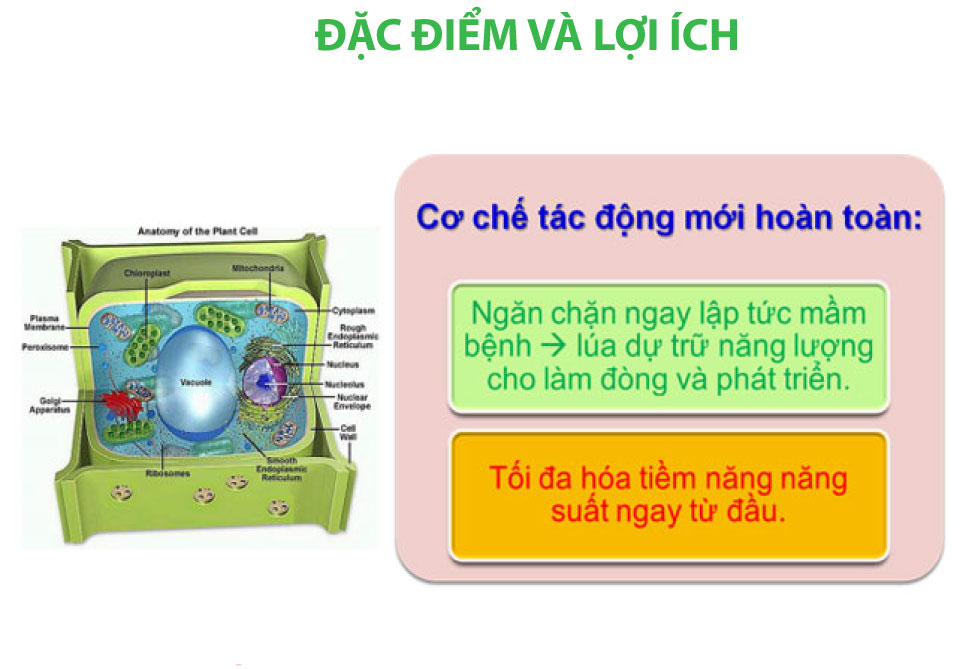 ĐẶC ĐIỂM VÀ LỢI ÍCH
Anatomy of the Plant Cell
Chloroplast
Mitochondria
Cytoplasm
Plasma
Membrane
Rough
Endoplasmic
Reticulum
Peroxisome
Nucleus
Vacuole
Nucleolus
Golgi
Apparatus
Nuclear
Envelope
Cell
Wall
Ribosomes
Smooth
Endoplasmic
Reticulum
Cơ chế tác động mới hoàn toàn:
Ngăn chặn ngay lập tức mầm
bệnh → lúa dự trữ năng lượng
cho làm đòng và phát triển.
Tối đa hóa tiềm năng năng
suất ngay từ đầu.